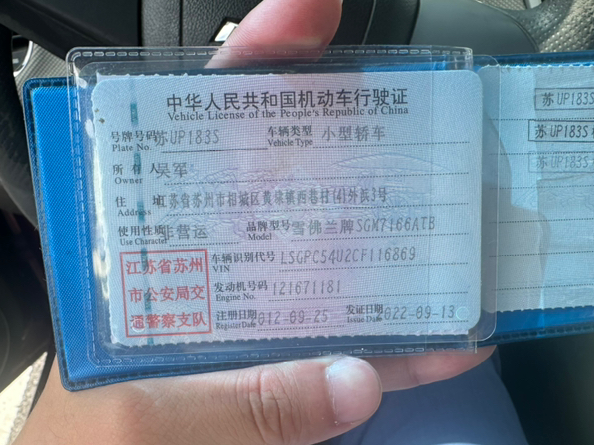 中华人民共和国机动车行驶证
Vehicle License of the People's Republic of China
号牌号码 苏UP183S 车辆类型 小型轿车
Plate No. Vehicle Type
所有人 吴军
Owner
住址 江苏省苏州市相城区黄埭镇西巷村(4)外浜3号
Address
使用性质 非营运 品牌型号 雪佛兰牌SGM7166ATB
Use Character Model
江苏省苏州
市公安局交
通警察支队
车辆识别代号 LSGPC54U2CF116869
VIN
发动机号码 121671181
Engine No.
注册日期 2012-09-25 发证日期 2022-09-13
Register Date Issue Date
苏UP183S
苏UP183S
苏UP183S